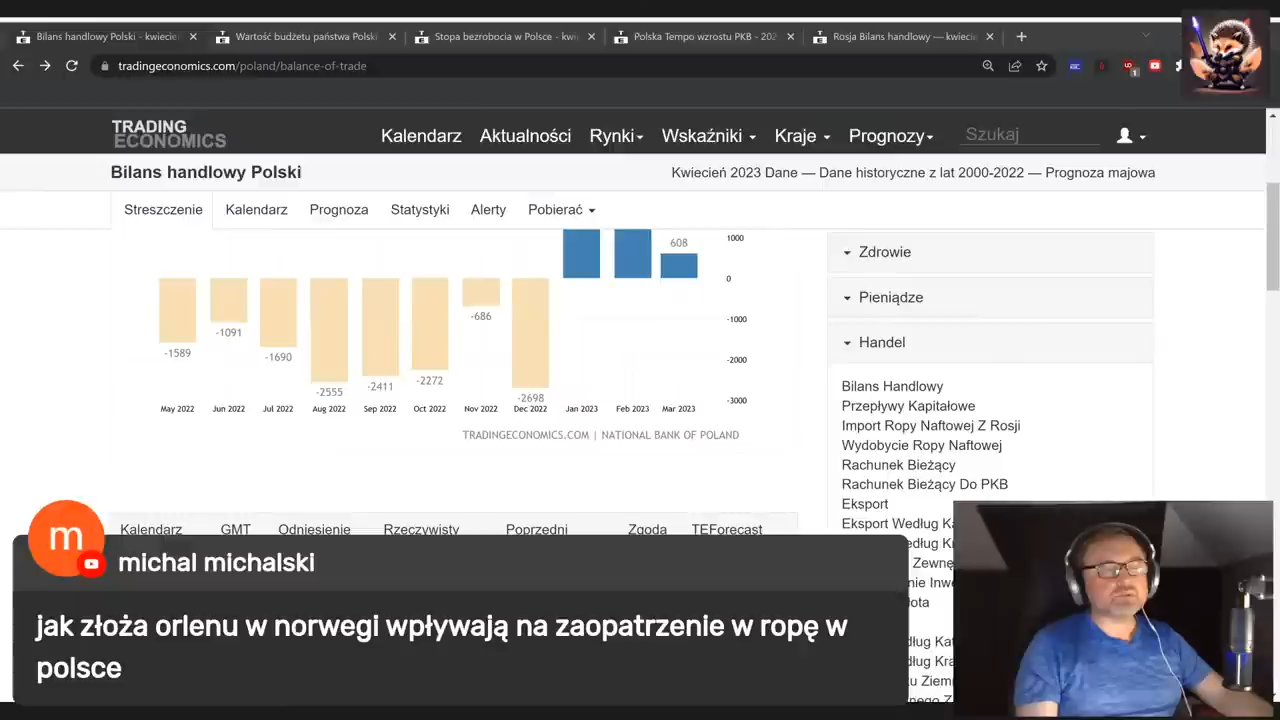 Bilans handlowy Polski - kwiecień
Wartość budżetu państwa Polski
Stopa bezrobocia w Polsce - kwi
Polska Tempo wzrostu PKB - 202
Rosja Bilans handlowy — kwiecin
tradingeconomics.com/poland/balance-of-trade
TRADING
ECONOMICS
Kalendarz Aktualności Rynki Wskaźniki Kraje Prognozy Szukaj
Bilans handlowy Polski
Kwiecień 2023 Dane — Dane historyczne z lat 2000-2022 — Prognoza majowa
Streszczenie Kalendarz Prognoza Statystyki Alerty Pobierać
1000
608
0
-686
-1000
-1091
-1589
-1690
-2000
-2272
-2411
-2555
-2698
-3000
May 2022 Jun 2022 Jul 2022 Aug 2022 Sep 2022 Oct 2022 Nov 2022 Dec 2022 Jan 2023 Feb 2023 Mar 2023
TRADINGECONOMICS.COM | NATIONAL BANK OF POLAND
Zdrowie
Pieniądze
Handel
Bilans Handlowy
Przepływy Kapitałowe
Import Ropy Naftowej Z Rosji
Wydobycie Ropy Naftowej
Rachunek Bieżący
Rachunek Bieżący Do PKB
Eksport
Eksport Według
Kalendarz GMT Odniesienie Rzeczywisty Poprzedni Zgoda TEForecast
m
michal michalski
jak złoża orlenu w norwegi wpływają na zaopatrzenie w ropę w
polsce